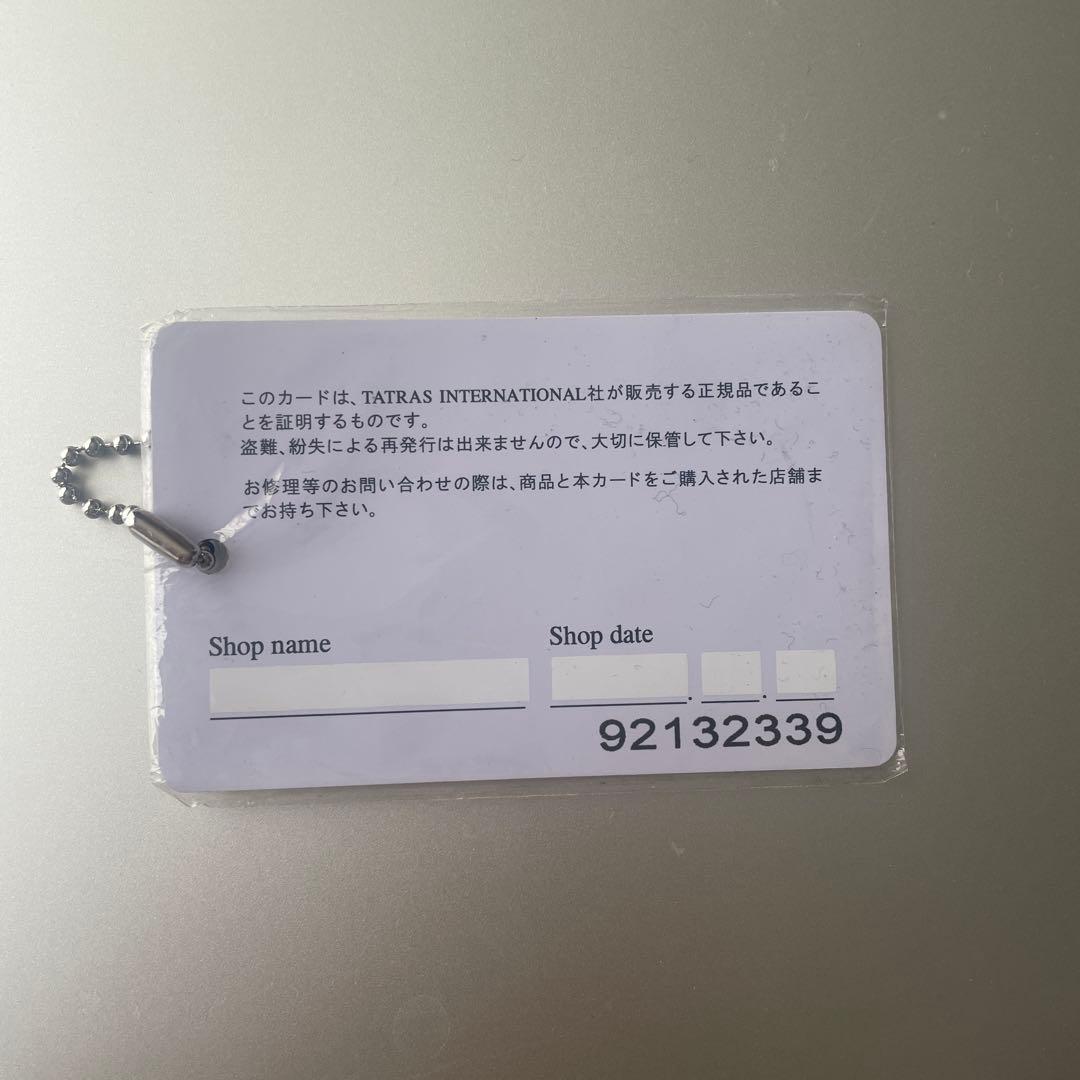 このカードは、TATRAS INTERNATIONAL社が販売する正規品であるこ
とを証明するものです。
盗難、紛失による再発行は出来ませんので、大切に保管して下さい。
お修理等のお問い合わせの際は、商品と本カードをご購入された店舗ま
でお持ち下さい。
Shop name
Shop date
92132339